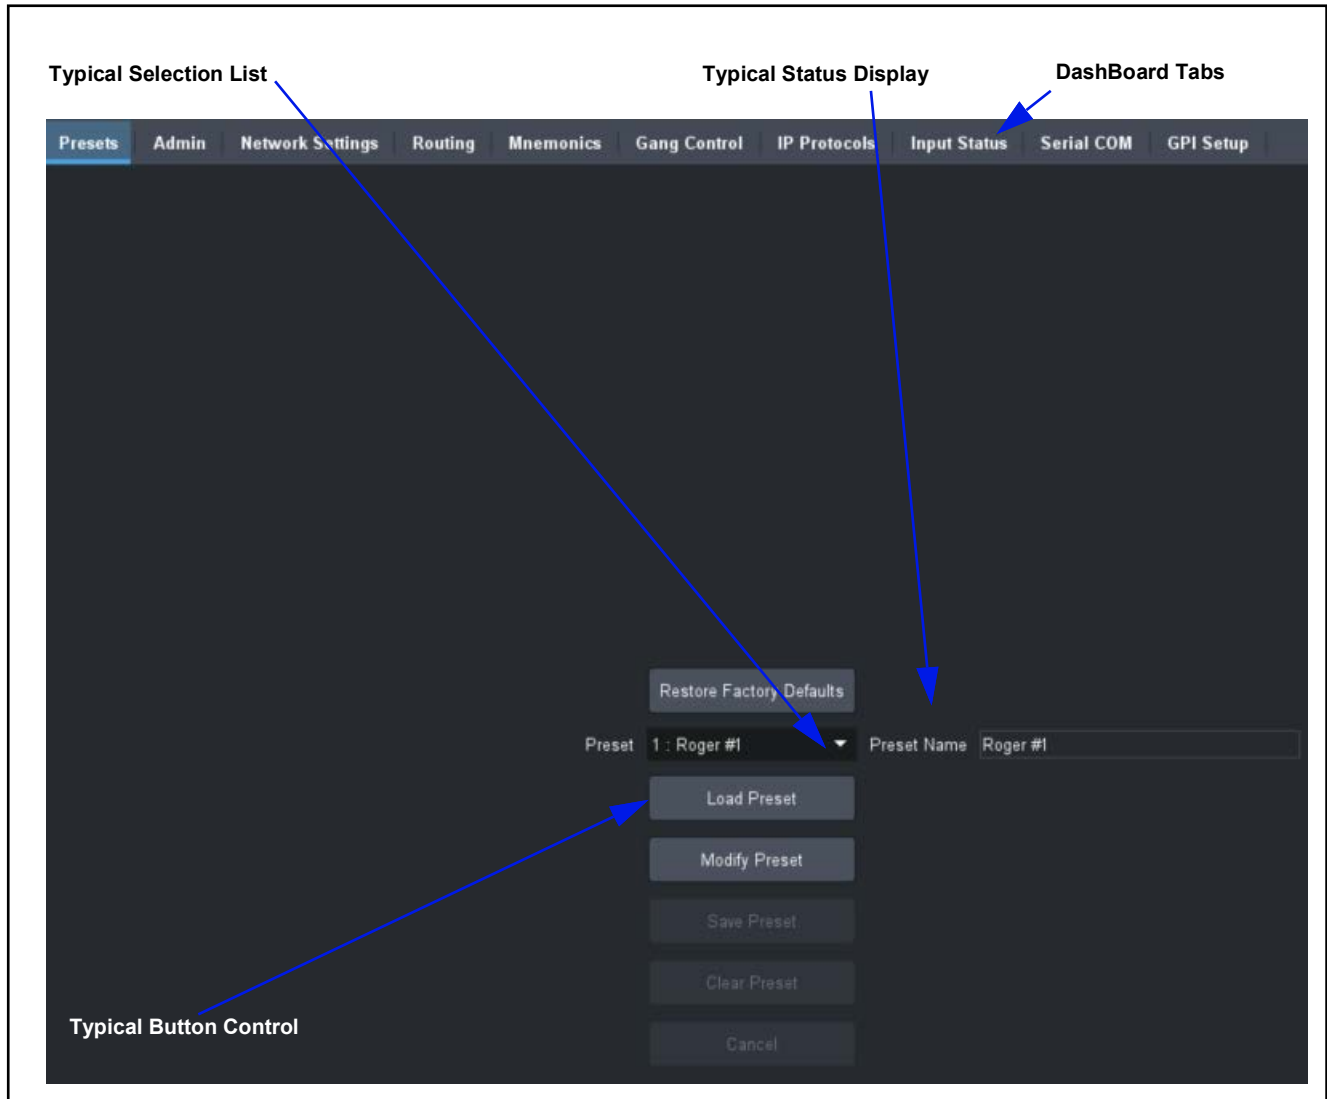 Typical Selection List
Typical Status Display
DashBoard Tabs
Presets Admin Network Settings Routing Mnemonics Gang Control IP Protocols Input Status Serial COM GPI Setup
Restore Factory Defaults
Preset 1 : Roger #1 Preset Name Roger #1
Load Preset
Modify Preset
Save Preset
Clear Preset
Typical Button Control
Cancel